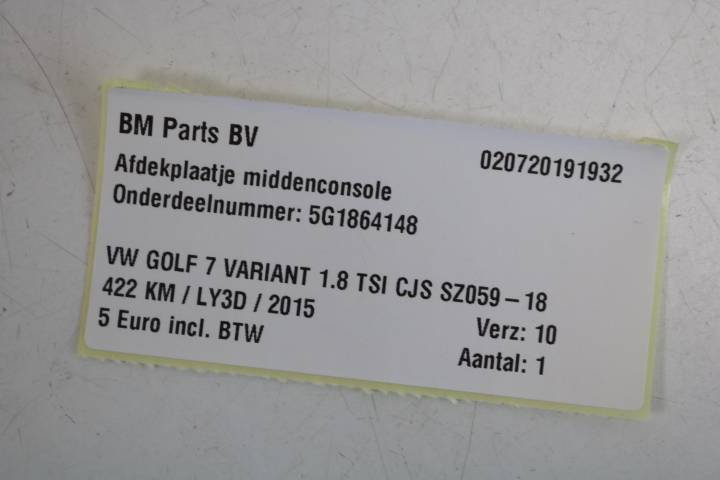 BM Parts BV
020720191932
Afdekplaatje middenconsole
Onderdeelnummer: 5G1864148
VW GOLF 7 VARIANT 1.8 TSI CJS SZ059 – 18
422 KM / LY3D / 2015
Verz: 10
5 Euro incl. BTW
Aantal: 1